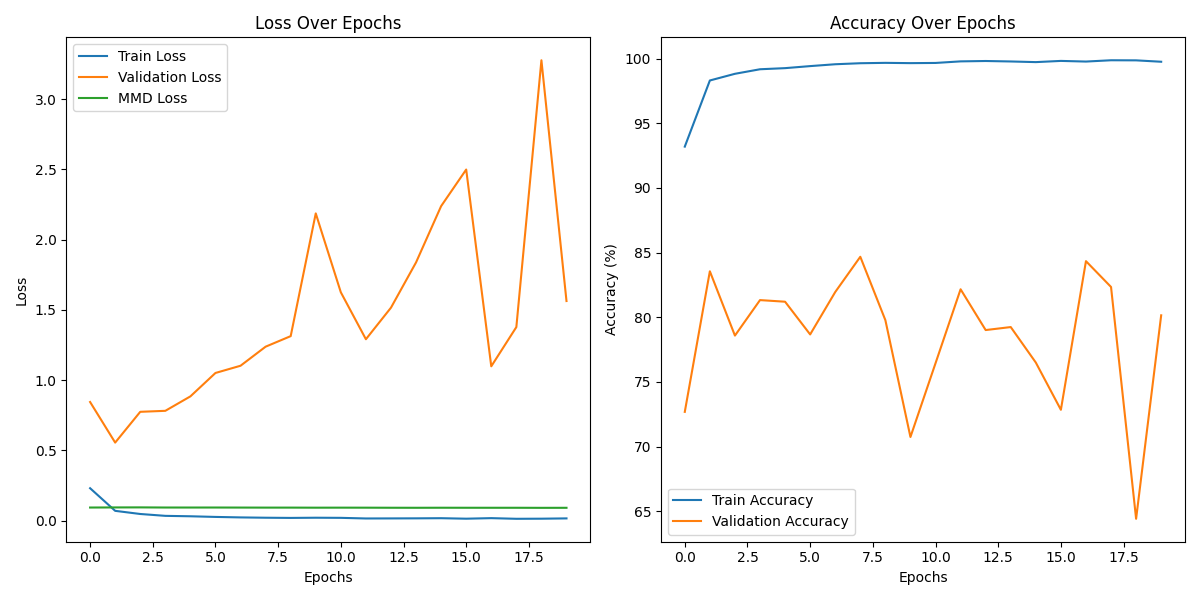 Loss Over Epochs
Train Loss
Validation Loss
MMD Loss
3.0
2.5
2.0
1.5
1.0
0.5
0.0
Loss
0.0 2.5 5.0 7.5 10.0 12.5 15.0 17.5
Epochs
Accuracy Over Epochs
100
95
90
85
80
75
70
65
Accuracy (%)
Train Accuracy
Validation Accuracy
0.0 2.5 5.0 7.5 10.0 12.5 15.0 17.5
Epochs